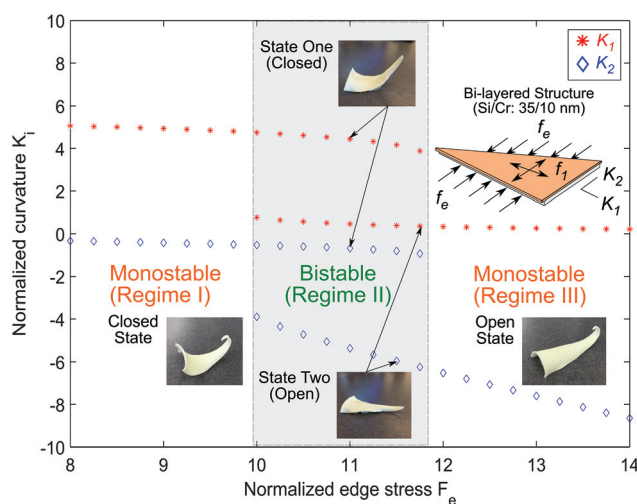 10
8
6
4
2
0
-2
-4
-6
-8
-10
8
9
10
11
12
13
14
Normalized curvature K_i
Normalized edge stress F_e
K_1
K_2
State One
(Closed)
Bi-layered Structure
(Si/Cr: 35/10 nm)
f_e
f_1
f_e
K_2
K_1
Monostable
(Regime I)
Bistable
(Regime II)
Monostable
(Regime III)
Closed
State
Open
State
State Two
(Open)